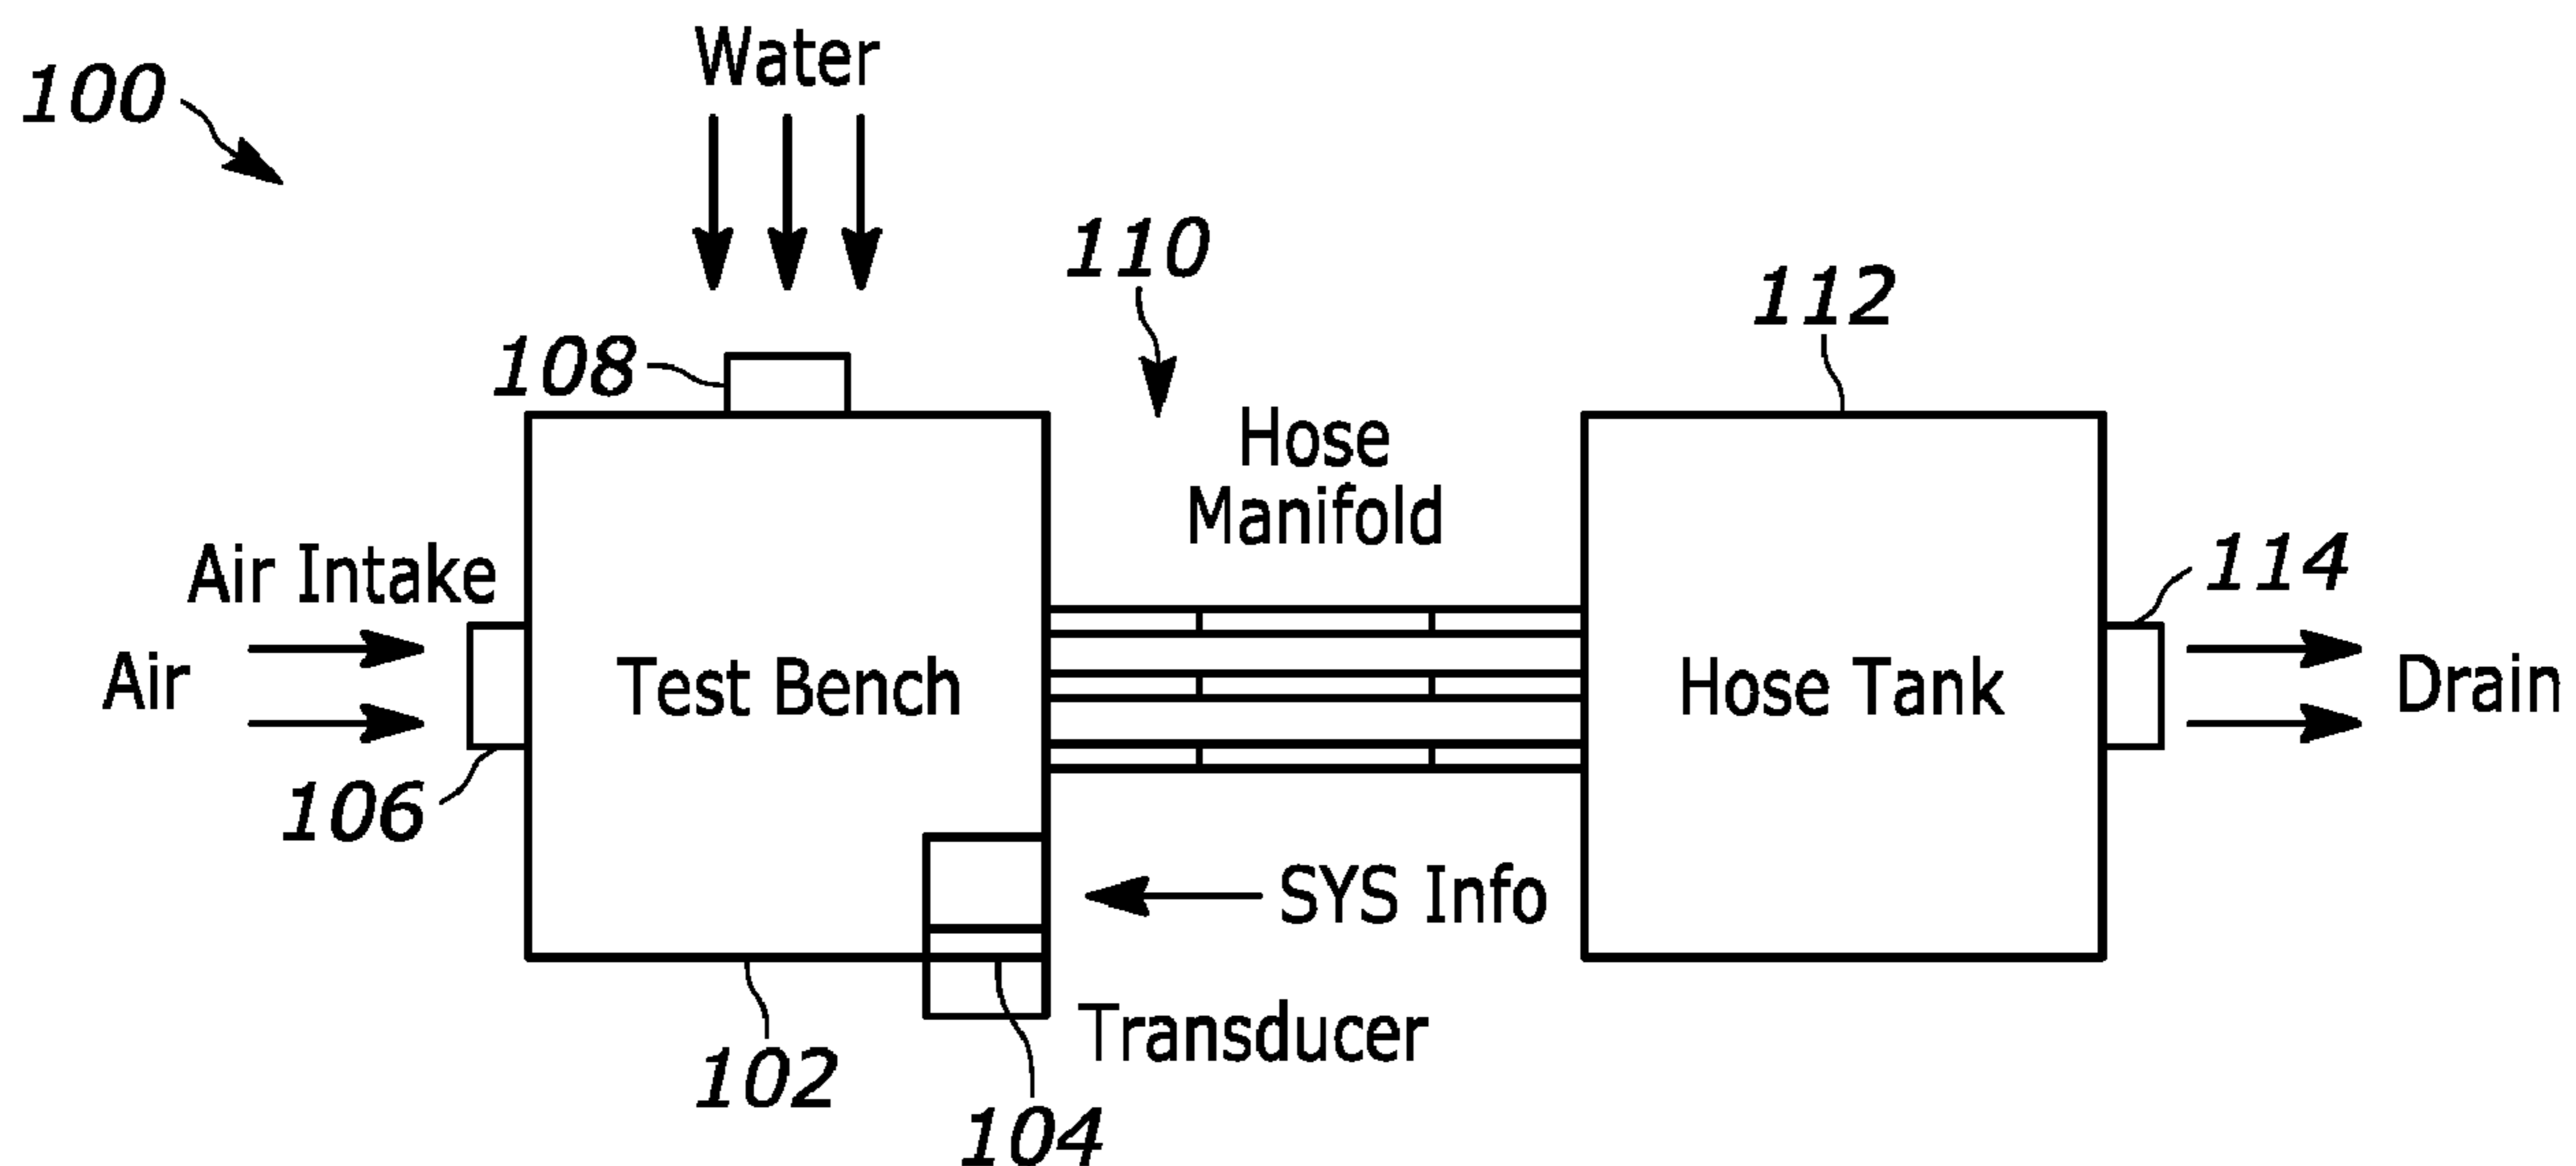 Water
100
110
112
108
Hose
Manifold
Air Intake
114
Air
Test Bench
Hose Tank
Drain
106
SYS Info
Transducer
102
104